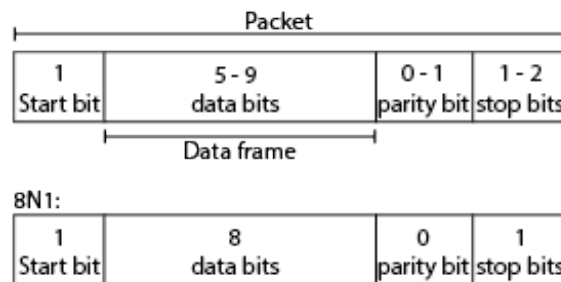 Packet
1 5 - 9 0 - 1 1 - 2
Start bit data bits parity bit stop bits
Data frame
8N1:
1 8 0 1
Start bit data bits parity bit stop bits